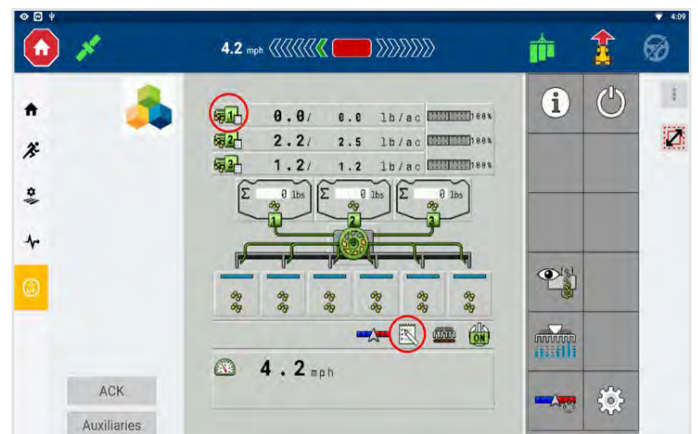 4:09
4.2 mph
1 0.0/ 0.0 lb/ac 100%
2 2.2/ 2.5 lb/ac 100%
3 1.2/ 1.2 lb/ac 100%
Σ 0 lbs Σ 0 lbs Σ 0 lbs
1 2 3
ON
4.2 mph
ACK
Auxiliaries